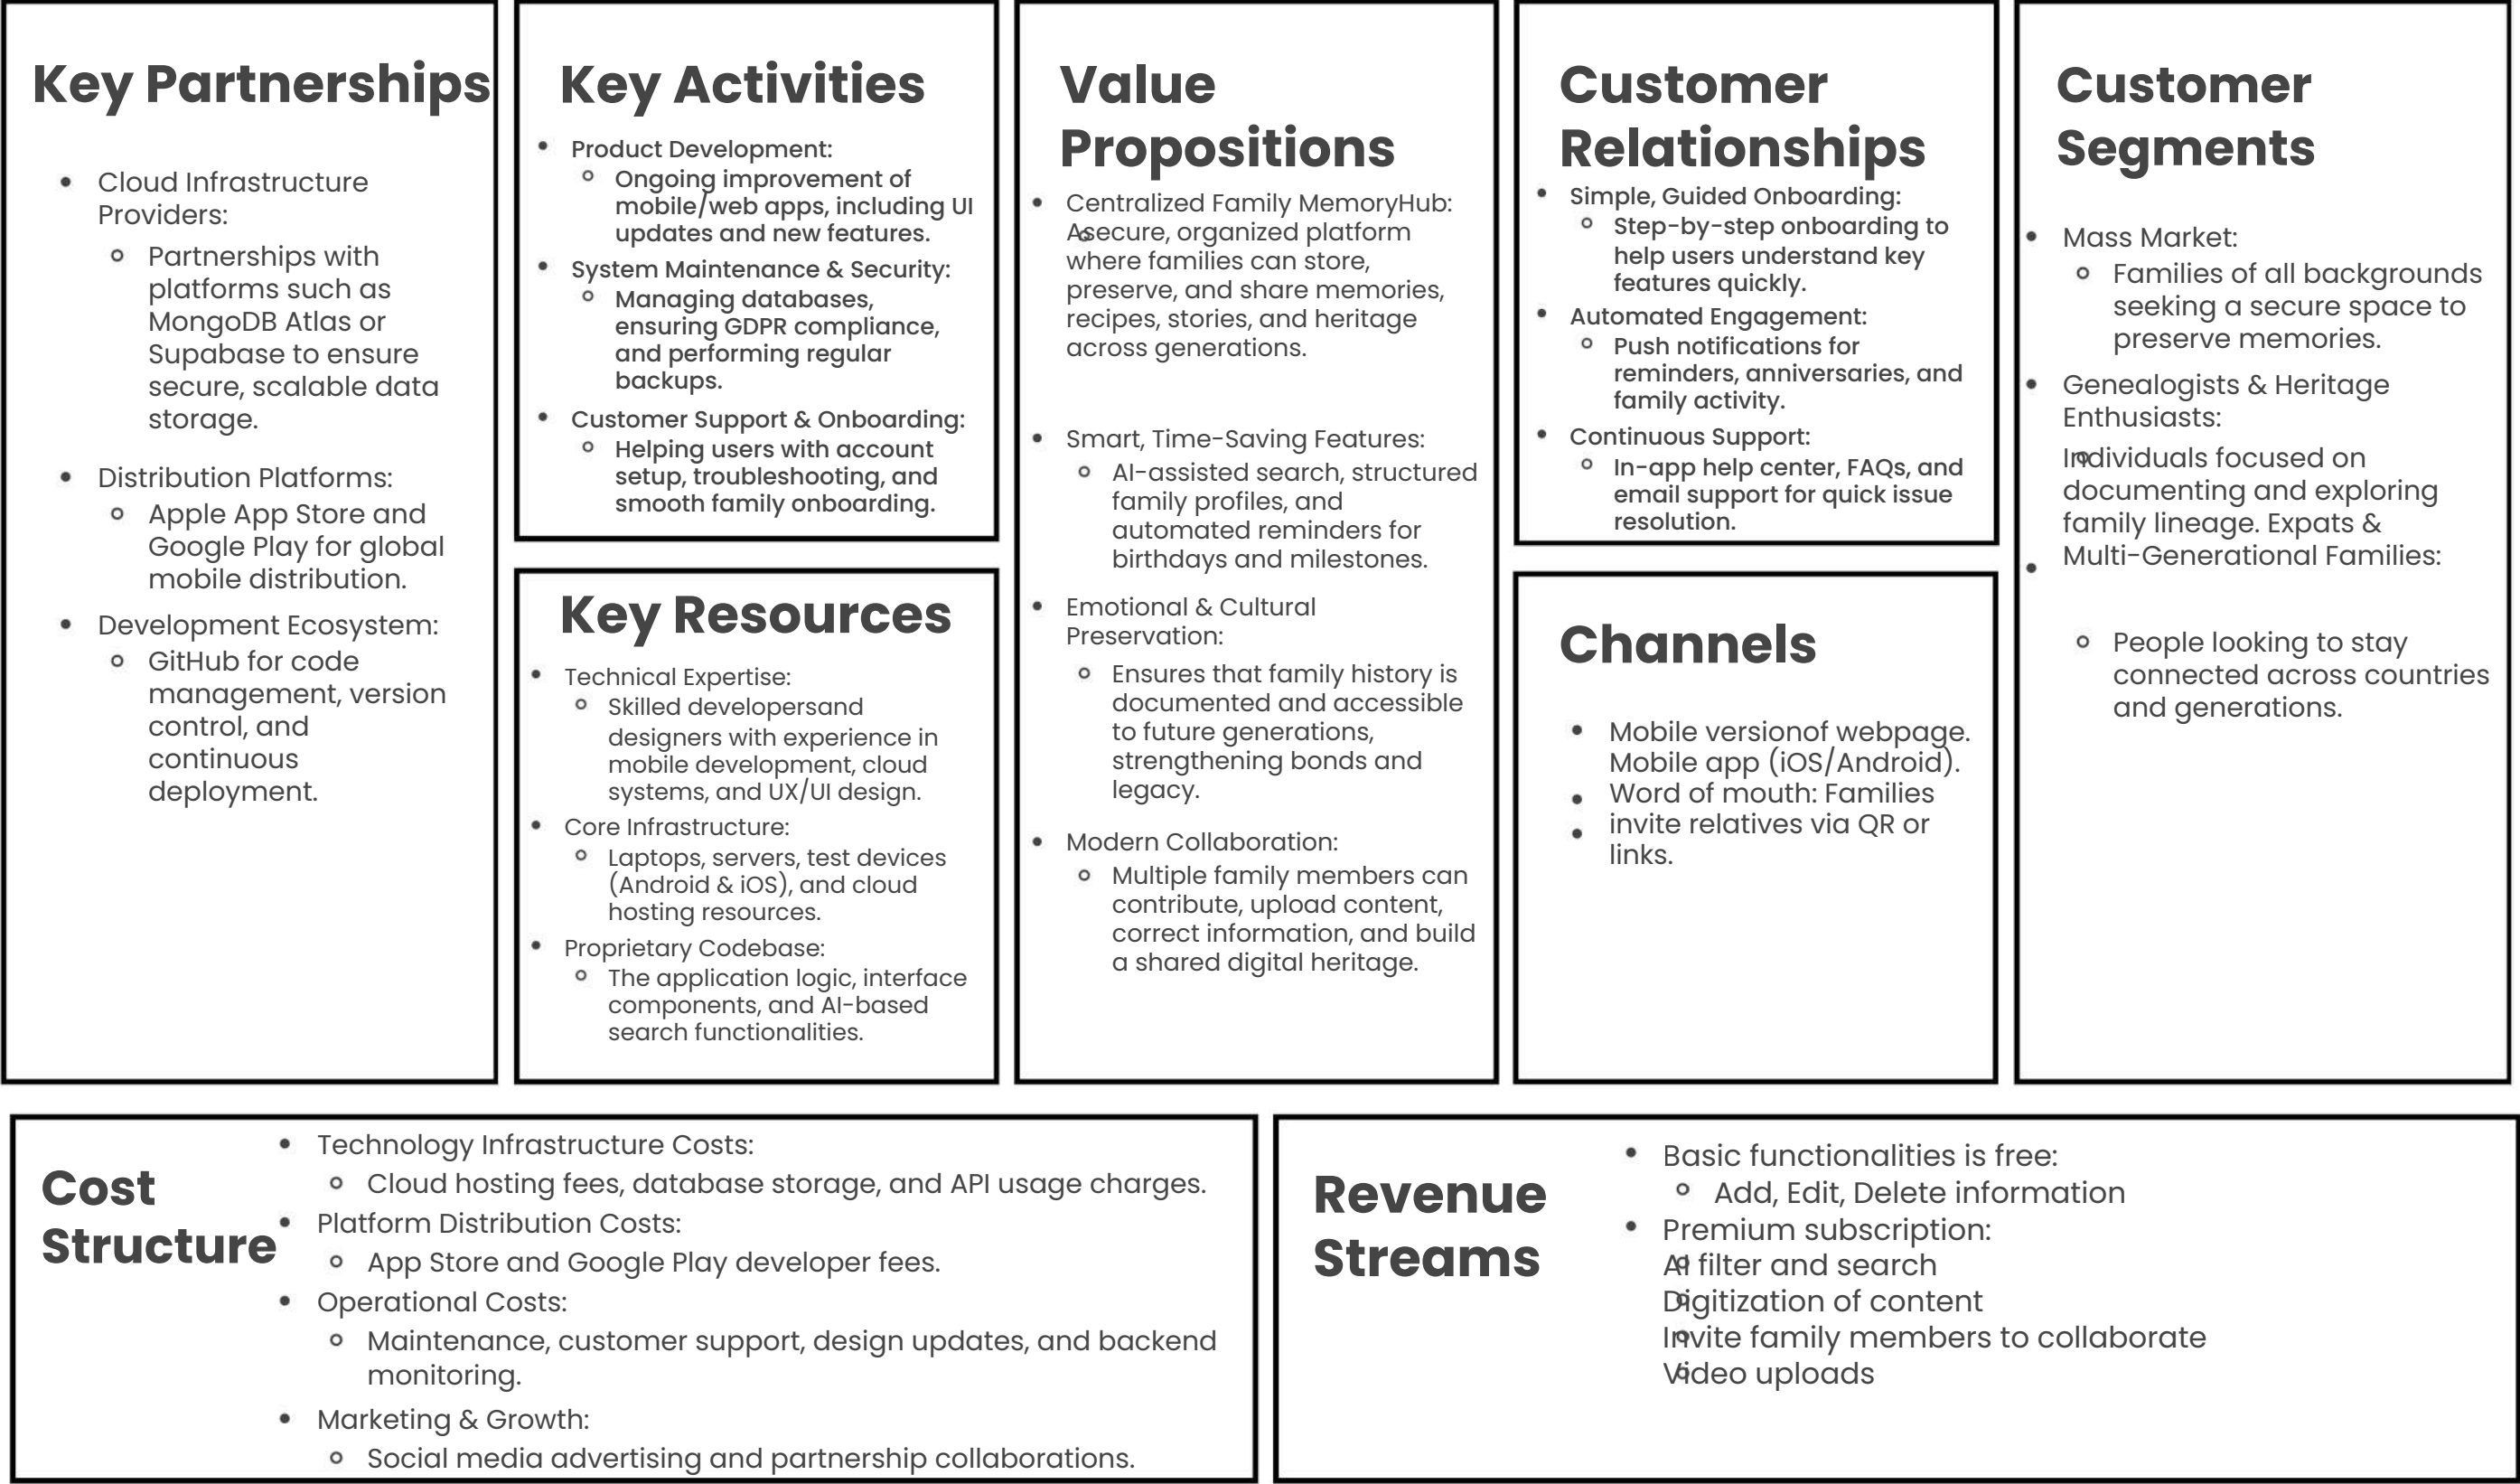 Key Partnerships
Cloud Infrastructure
Providers:
Partnerships with
platforms such as
MongoDB Atlas or
Supabase to ensure
secure, scalable data
storage.
Distribution Platforms:
Apple App Store and
Google Play for global
mobile distribution.
Development Ecosystem:
GitHub for code
management, version
control, and
continuous
deployment.
Key Activities
Product Development:
Ongoing improvement of
mobile/web apps, including UI
updates and new features.
System Maintenance & Security:
Managing databases,
ensuring GDPR compliance,
and performing regular
backups.
Customer Support & Onboarding:
Helping users with account
setup, troubleshooting, and
smooth family onboarding.
Key Resources
Technical Expertise:
Skilled developersand
designers with experience in
mobile development, cloud
systems, and UX/UI design.
Core Infrastructure:
Laptops, servers, test devices
(Android & iOS), and cloud
hosting resources.
Proprietary Codebase:
The application logic, interface
components, and AI-based
search functionalities.
Value
Propositions
Centralized Family MemoryHub:
Asecure, organized platform
where families can store,
preserve, and share memories,
recipes, stories, and heritage
across generations.
Smart, Time-Saving Features:
AI-assisted search, structured
family profiles, and
automated reminders for
birthdays and milestones.
Emotional & Cultural
Preservation:
Ensures that family history is
documented and accessible
to future generations,
strengthening bonds and
legacy.
Modern Collaboration:
Multiple family members can
contribute, upload content,
correct information, and build
a shared digital heritage.
Customer
Relationships
Simple, Guided Onboarding:
Step-by-step onboarding to
help users understand key
features quickly.
Automated Engagement:
Push notifications for
reminders, anniversaries, and
family activity.
Continuous Support:
In-app help center, FAQs, and
email support for quick issue
resolution.
Channels
Mobile versionof webpage.
Mobile app (iOS/Android).
Word of mouth: Families
invite relatives via QR or
links.
Customer
Segments
Mass Market:
Families of all backgrounds
seeking a secure space to
preserve memories.
Genealogists & Heritage
Enthusiasts:
Individuals focused on
documenting and exploring
family lineage. Expats &
Multi-Generational Families:
People looking to stay
connected across countries
and generations.
Cost
Structure
Technology Infrastructure Costs:
Cloud hosting fees, database storage, and API usage charges.
Platform Distribution Costs:
App Store and Google Play developer fees.
Operational Costs:
Maintenance, customer support, design updates, and backend
monitoring.
Marketing & Growth:
Social media advertising and partnership collaborations.
Revenue
Streams
Basic functionalities is free:
Add, Edit, Delete information
Premium subscription:
AI filter and search
Digitization of content
Invite family members to collaborate
Video uploads